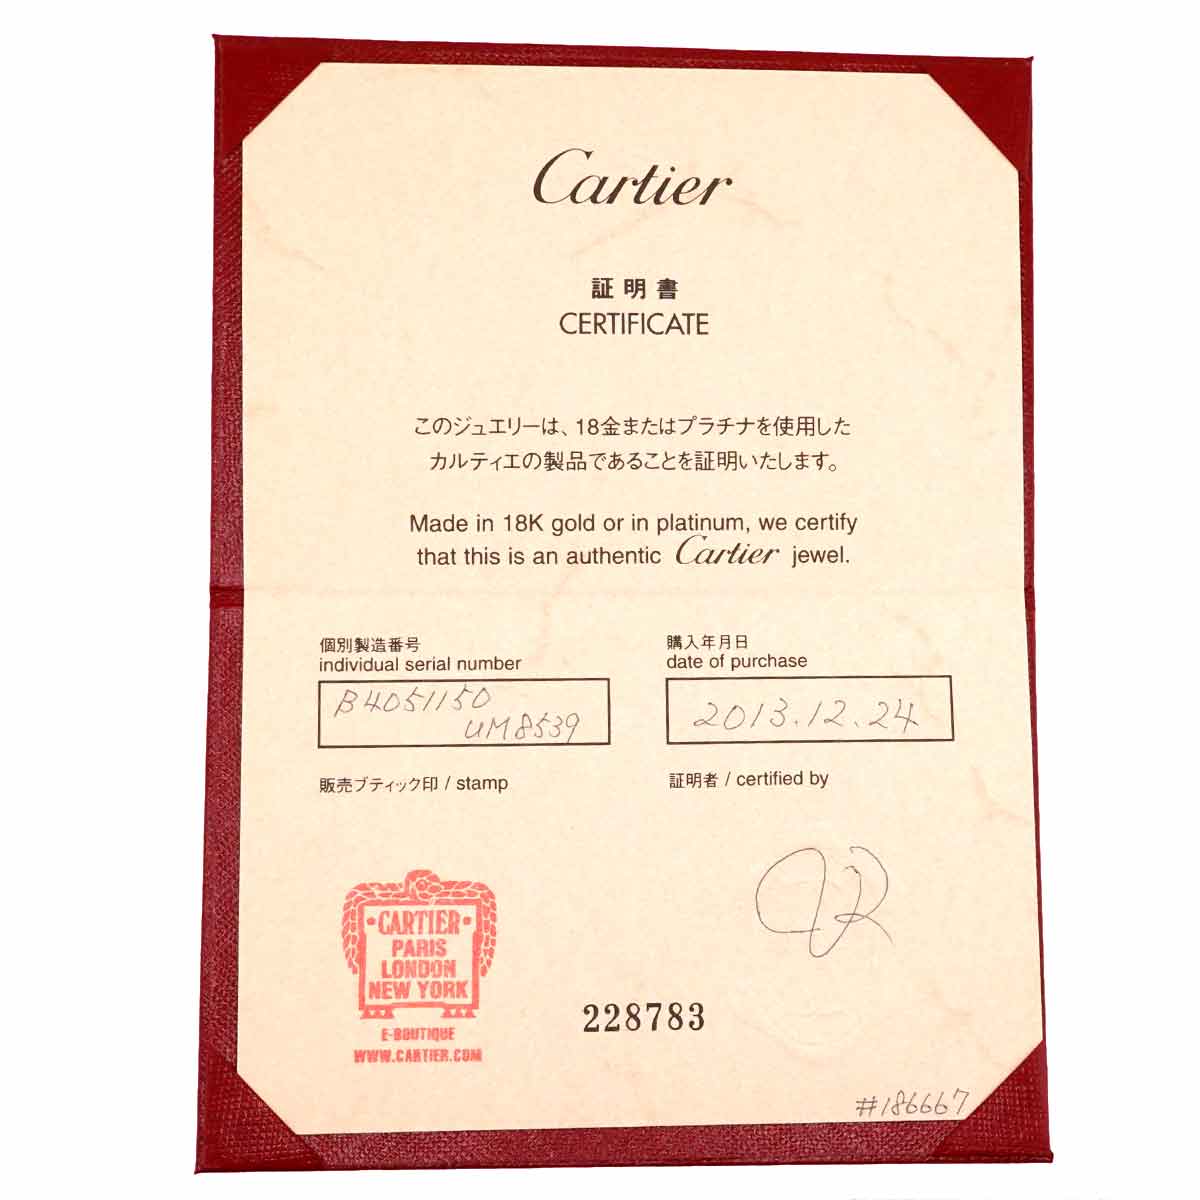 Cartier
証明書
CERTIFICATE
このジュエリーは、18金またはプラチナを使用した
カルティエの製品であることを証明いたします。
Made in 18K gold or in platinum, we certify
that this is an authentic Cartier jewel.
個別製造番号
individual serial number
B4051150
UM8539
購入年月日
date of purchase
2013.12.24
販売ブティック印 / stamp
証明者 / certified by
CARTIER
PARIS
LONDON
NEW YORK
E-BOUTIQUE
WWW.CARTIER.COM
228783
#186667